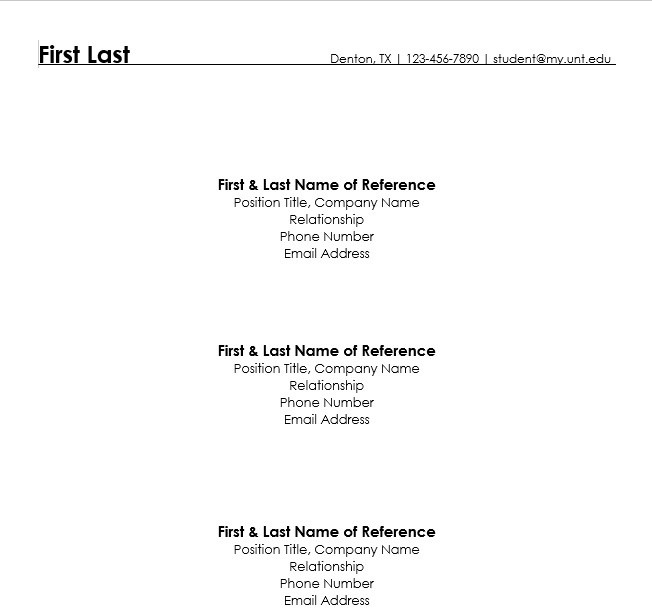 First Last
Denton, TX | 123-456-7890 | student@my.unt.edu
First & Last Name of Reference
Position Title, Company Name
Relationship
Phone Number
Email Address
First & Last Name of Reference
Position Title, Company Name
Relationship
Phone Number
Email Address
First & Last Name of Reference
Position Title, Company Name
Relationship
Phone Number
Email Address